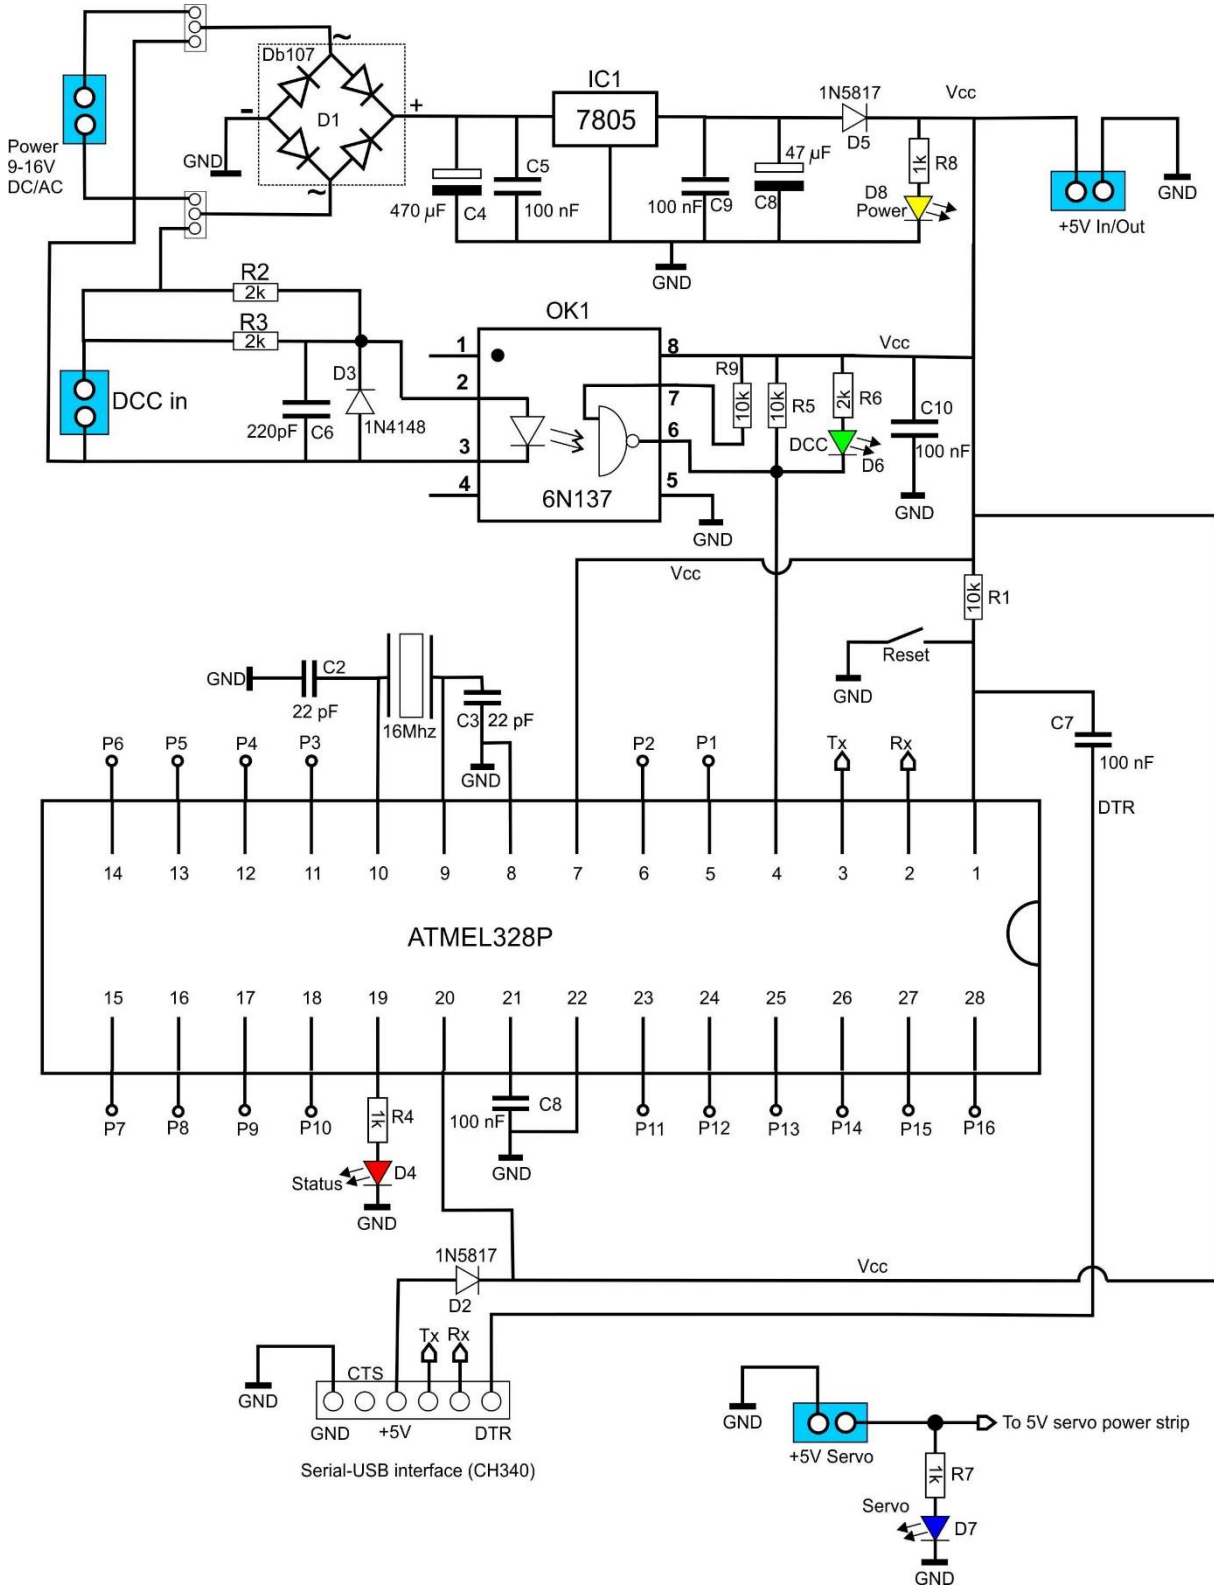 Db107
~
D1
-
+
~
GND
Power
9-16V
DC/AC
IC1
7805
1N5817
D5
Vcc
470 µF
C4
C5
100 nF
100 nF
C9
47 µF
C8
1k
R8
D8
Power
GND
+5V In/Out
GND
R2
2k
R3
2k
DCC in
220pF
C6
D3
1N4148
OK1
1
2
3
4
8
7
6
5
6N137
Vcc
R9
10k
10k
R5
2k
R6
DCC
D6
C10
100 nF
GND
GND
Vcc
10k
R1
Reset
GND
GND
C2
22 pF
16Mhz
C3
22 pF
GND
C7
100 nF
DTR
P6
P5
P4
P3
P2
P1
Tx
Rx
14
13
12
11
10
9
8
7
6
5
4
3
2
1
ATMEL328P
15
16
17
18
19
20
21
22
23
24
25
26
27
28
P7
P8
P9
P10
P11
P12
P13
P14
P15
P16
1k
R4
Status
D4
GND
100 nF
C8
GND
1N5817
D2
Vcc
Tx
Rx
GND
CTS
GND
+5V
DTR
Serial-USB interface (CH340)
GND
+5V Servo
To 5V servo power strip
1k
R7
Servo
D7
GND